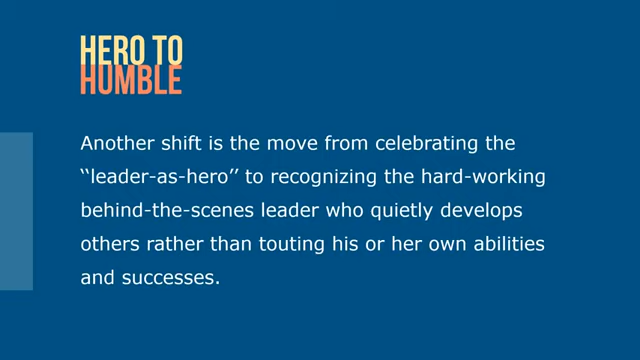 HERO TO
HUMBLE
Another shift is the move from celebrating the
‘‘leader-as-hero’’ to recognizing the hard-working
behind-the-scenes leader who quietly develops
others rather than touting his or her own abilities
and successes.